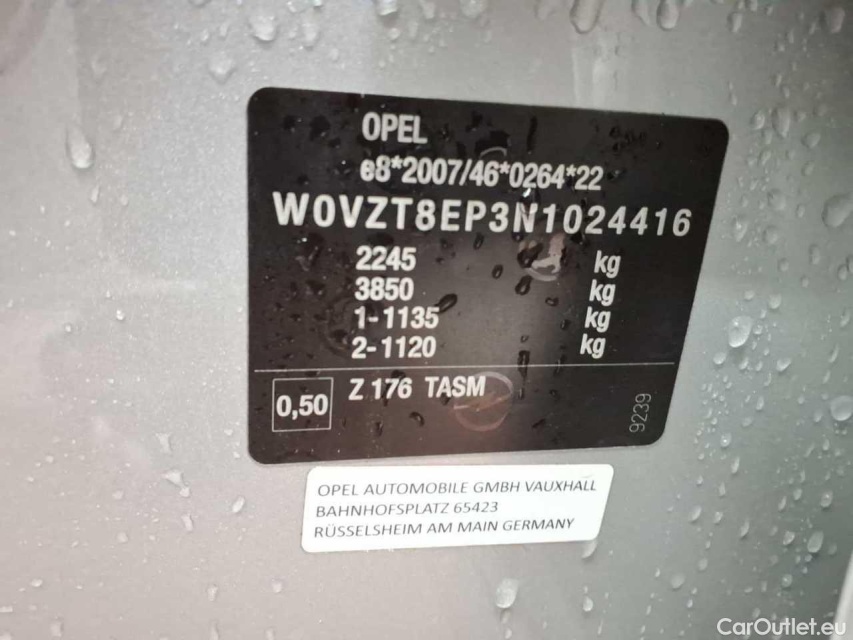 OPEL
e8*2007/46*0264*22
W0VZT8EP3N1024416
2245 kg
3850 kg
1-1135 kg
2-1120 kg
0,50 Z 176 TASM
9239
OPEL AUTOMOBILE GMBH VAUXHALL
BAHNHOFSPLATZ 65423
RÜSSELSHEIM AM MAIN GERMANY
CarOutlet.eu